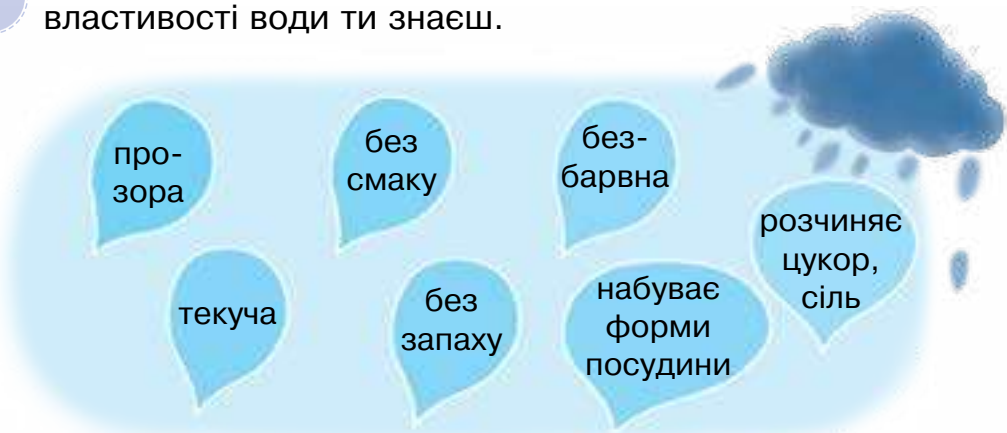 властивості води ти знаєш.
про-
зора
без
смаку
без-
барвна
розчиняє
цукор,
сіль
текуча
без
запаху
набуває
форми
посудини